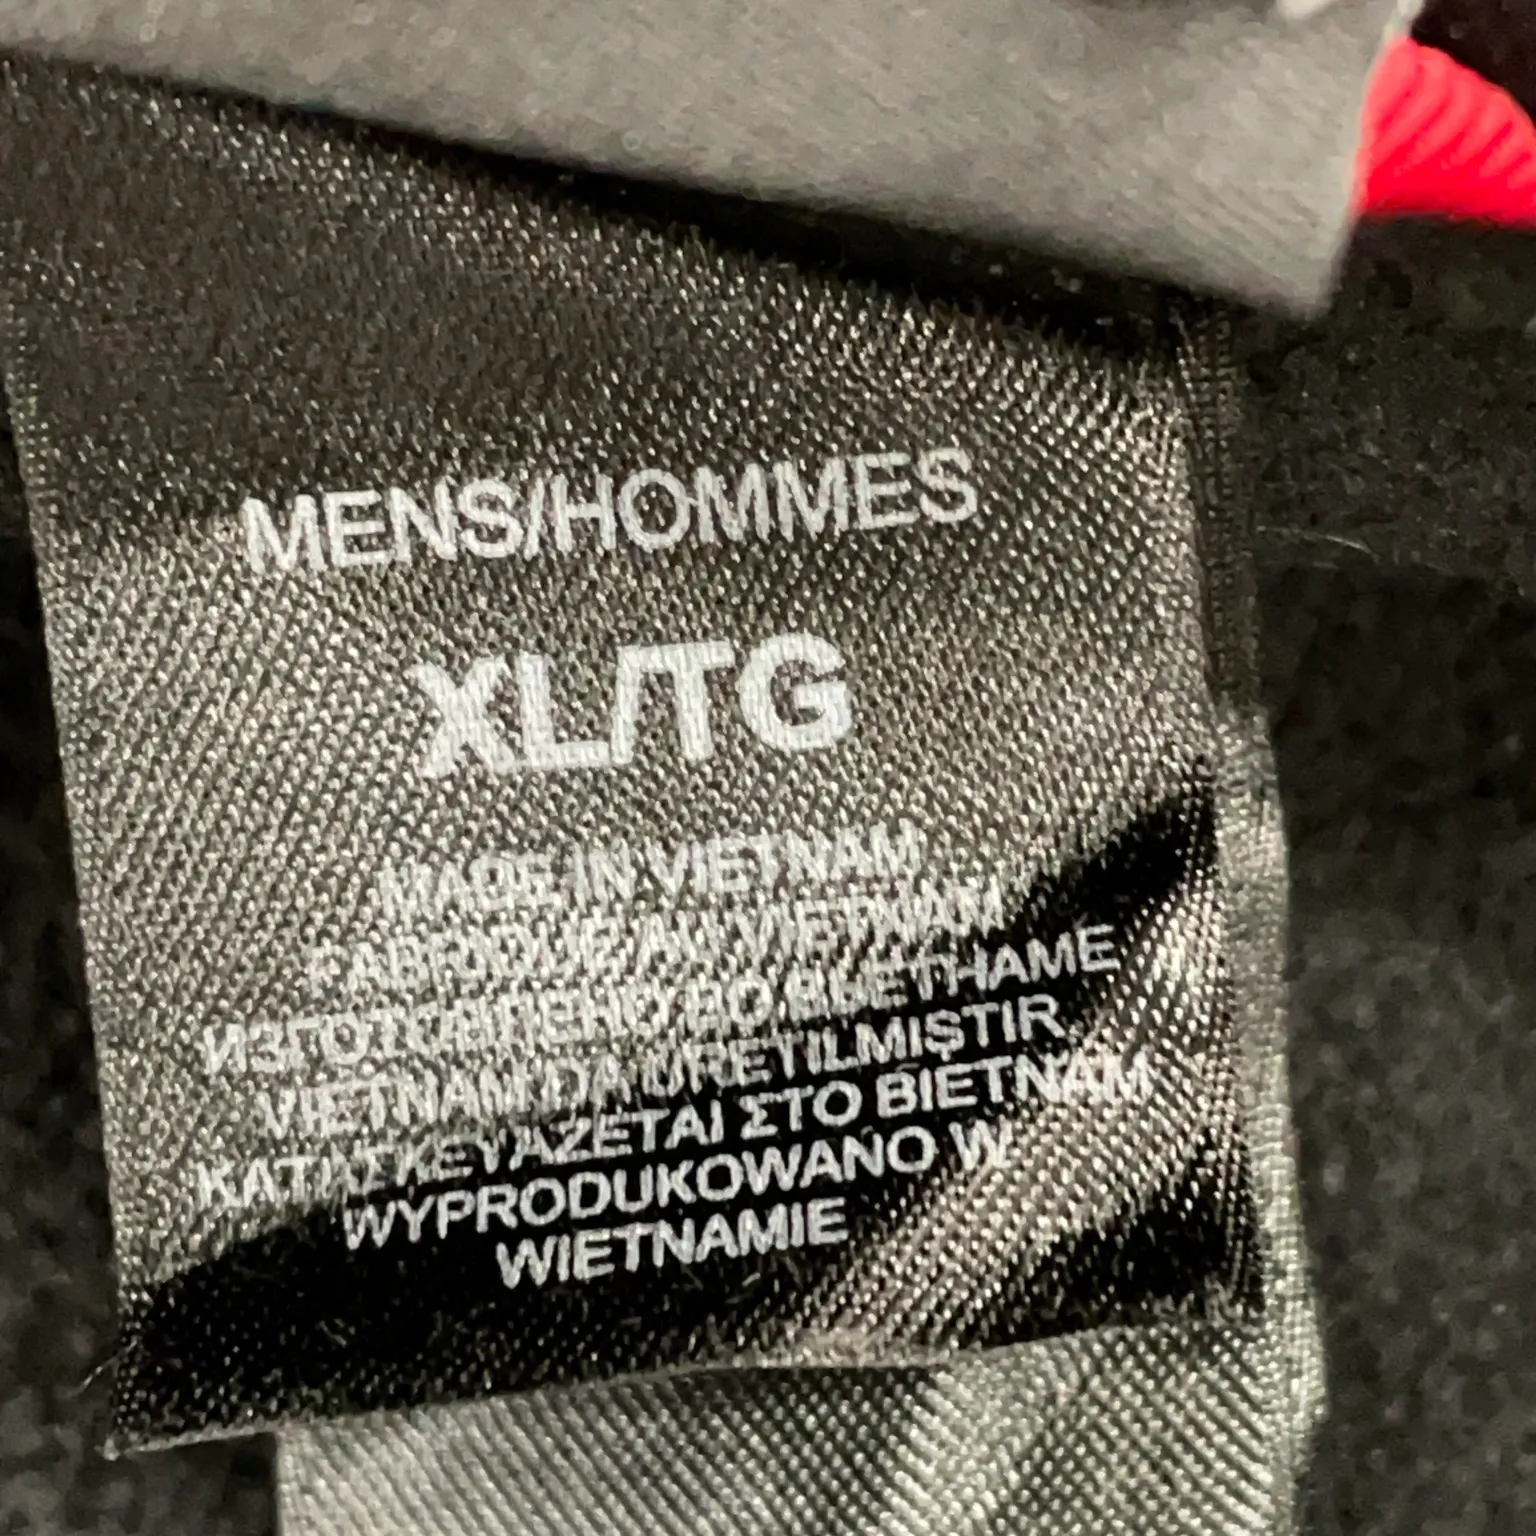 MENS/HOMMES
XL/TG
MADE IN VIETNAM
FABRIQUÉ AU VIETNAM
ИЗГОТОВЛЕНО ВО ВЬЕТНАМЕ
VIETNAM'DA ÜRETILMIŞTIR
ΚΑΤΑΣΚΕΥΑΖΕΤΑΙ ΣΤΟ ΒΙΕΤΝΑΜ
WYPRODUKOWANO W
WIETNAMIE